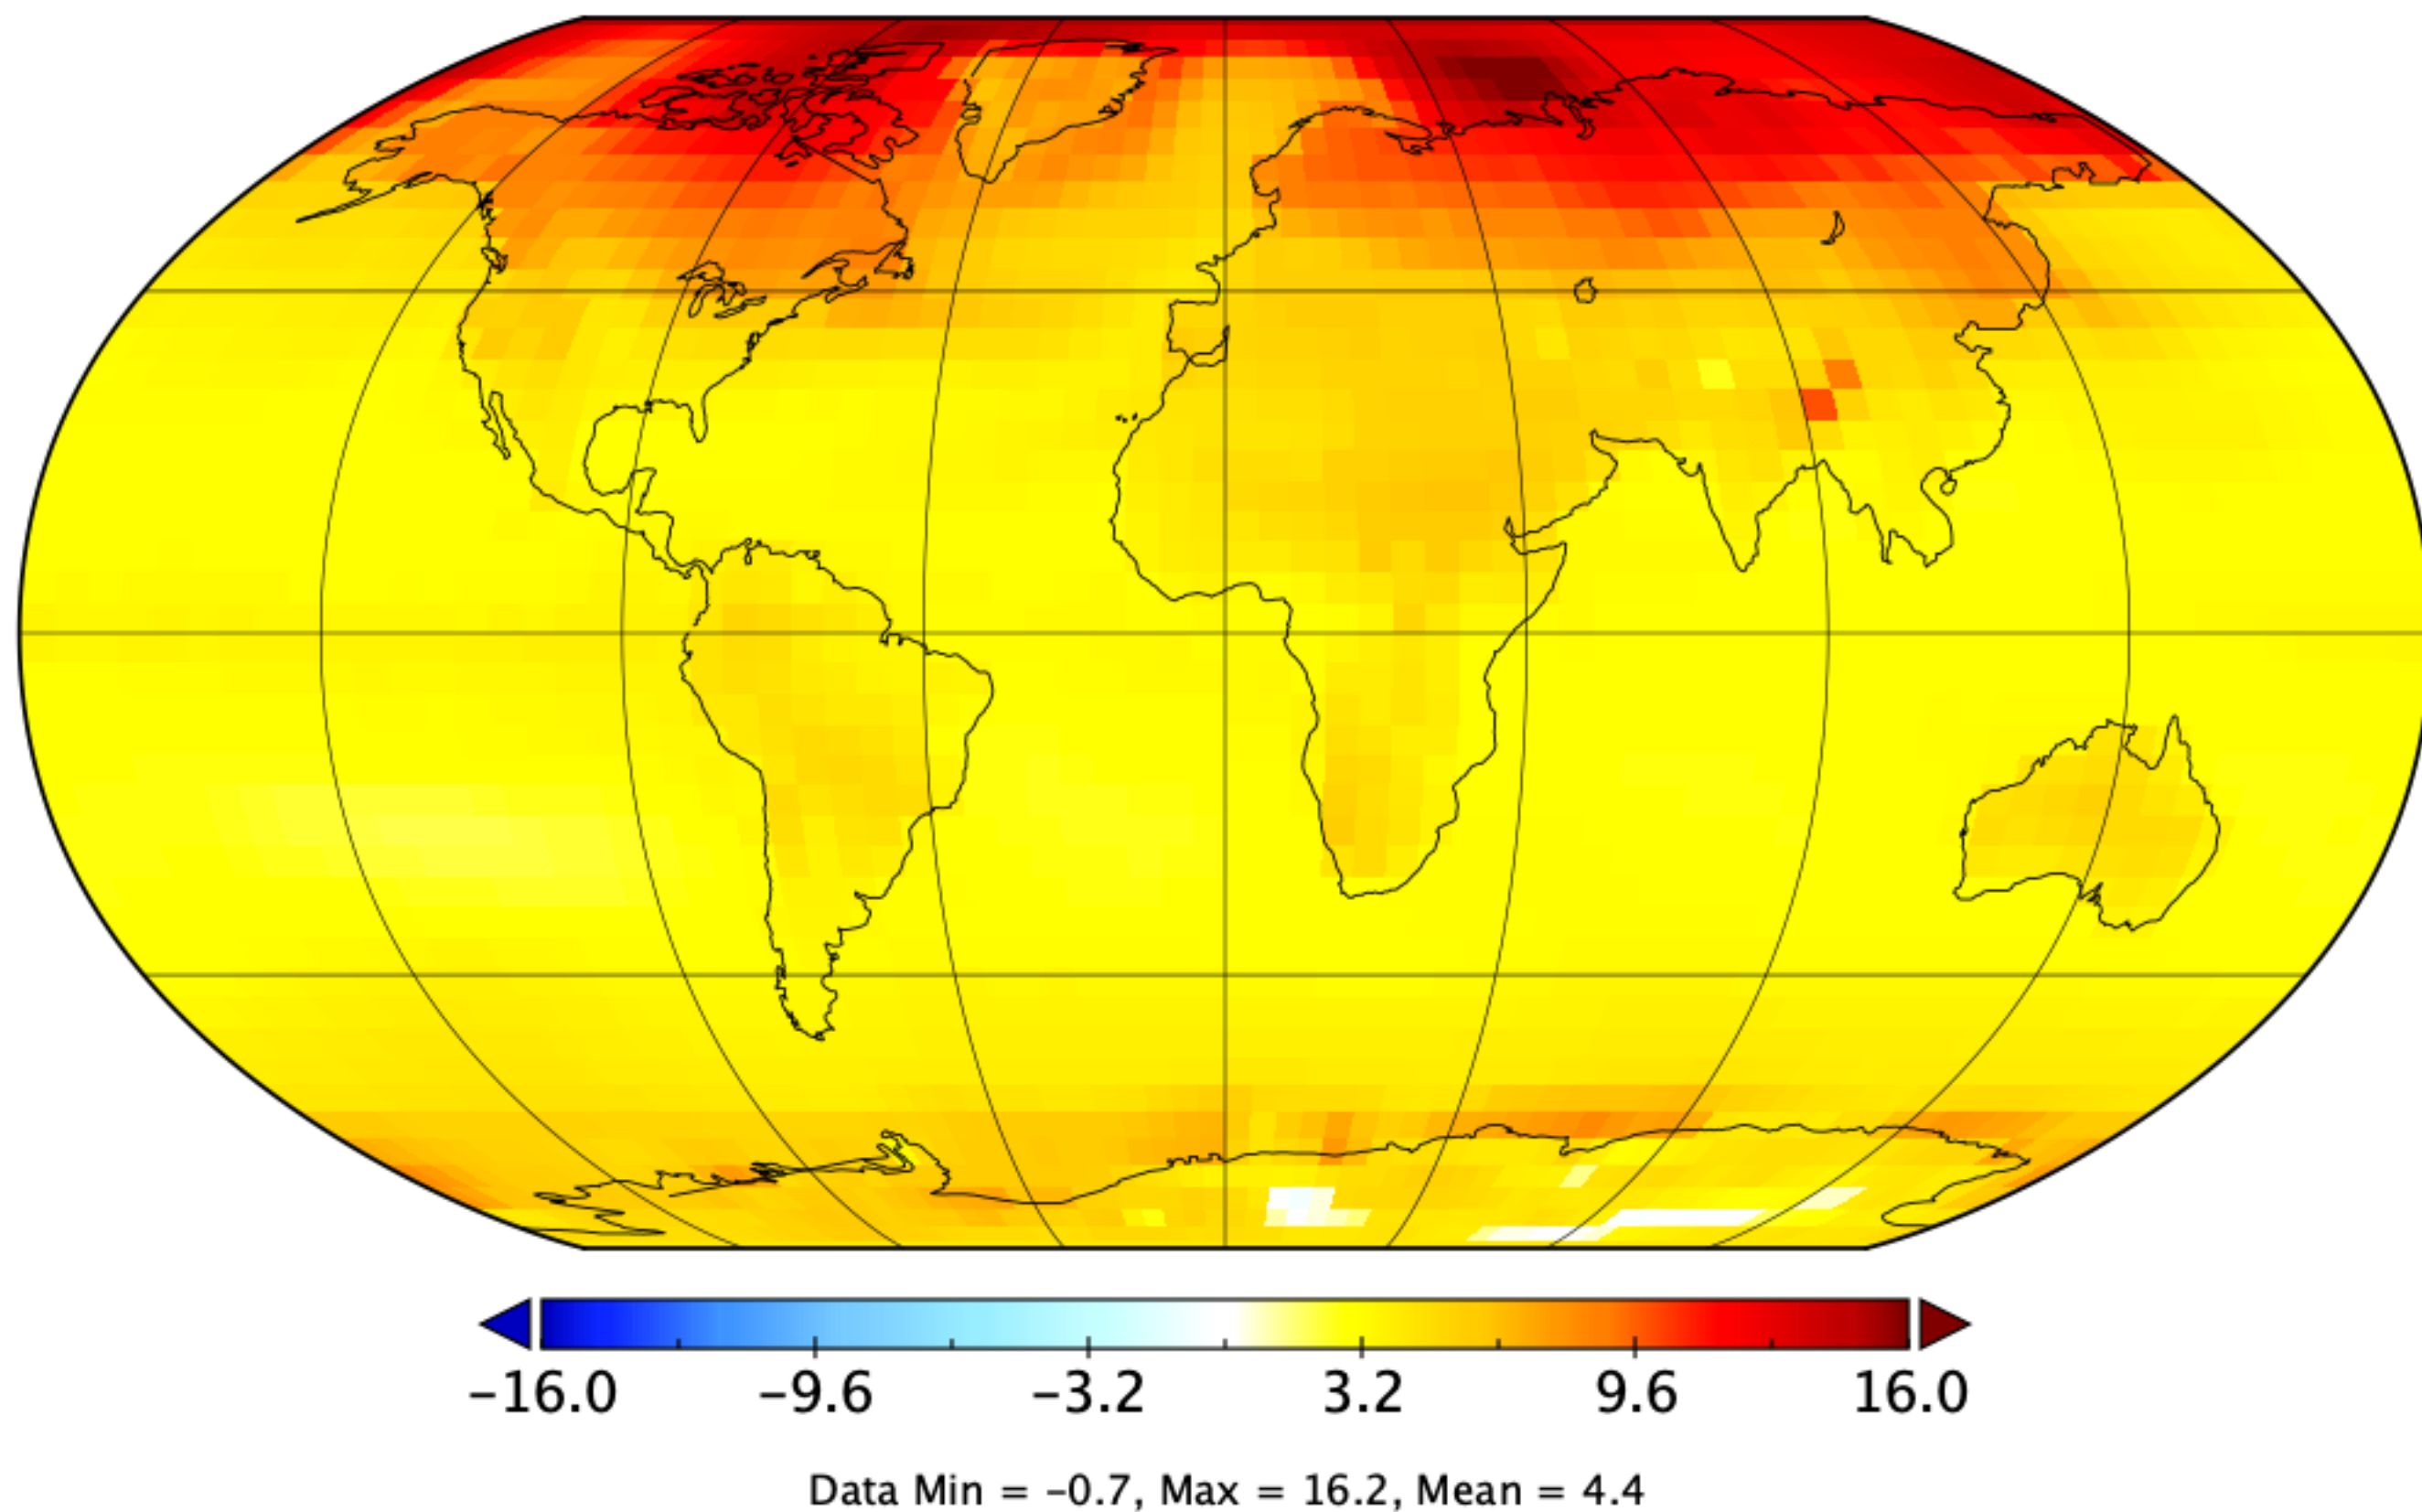 −16.0 −9.6 −3.2 3.2 9.6 16.0
Data Min = −0.7, Max = 16.2, Mean = 4.4